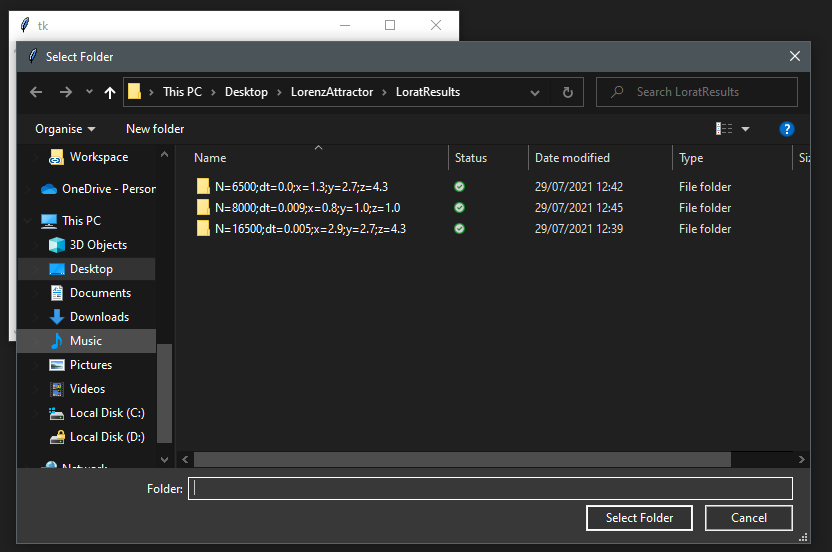 tk
Select Folder
This PC Desktop LorenzAttractor LoratResults Search LoratResults
Organise New folder
Workspace
OneDrive - Person
This PC
3D Objects
Desktop
Documents
Downloads
Music
Pictures
Videos
Local Disk (C:)
Local Disk (D:)
Network
Name Status Date modified Type Siz
N=6500;dt=0.0;x=1.3;y=2.7;z=4.3 29/07/2021 12:42 File folder
N=8000;dt=0.009;x=0.8;y=1.0;z=1.0 29/07/2021 12:45 File folder
N=16500;dt=0.005;x=2.9;y=2.7;z=4.3 29/07/2021 12:39 File folder
Folder:
Select Folder Cancel